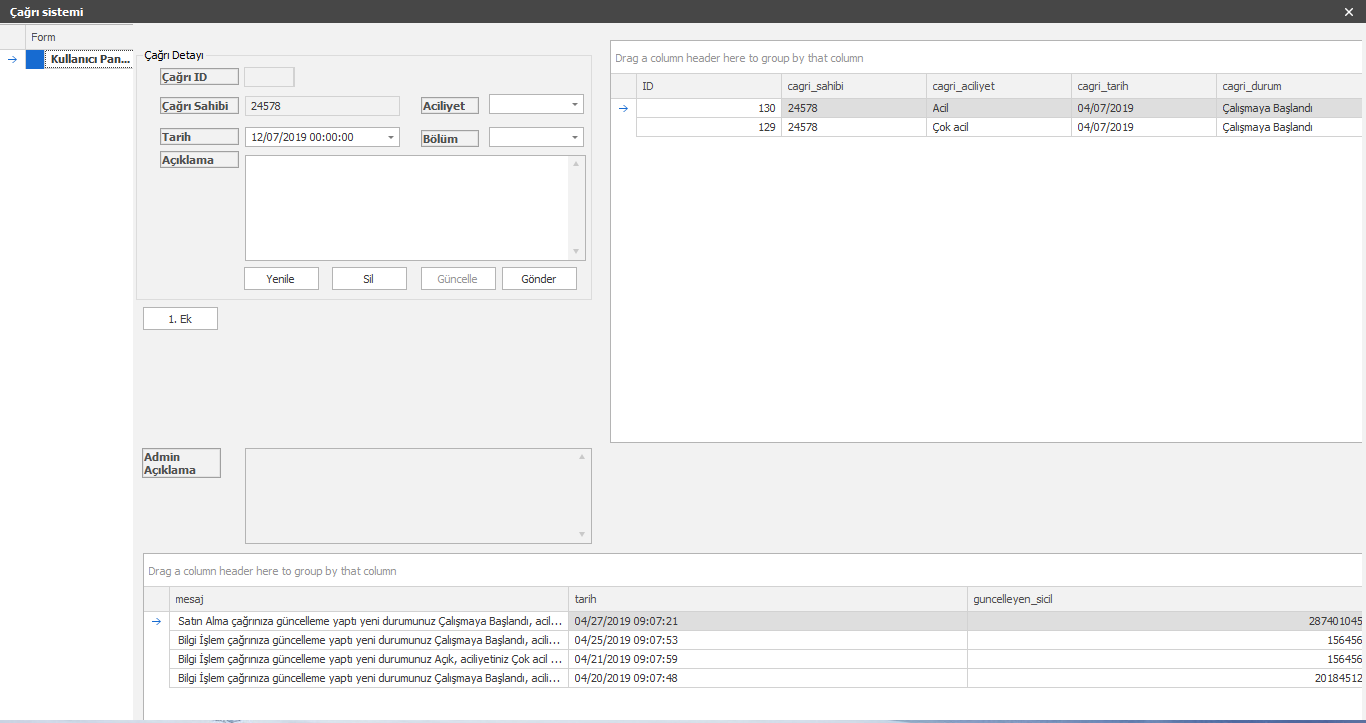 Çağrı sistemi
Form
Kullanıcı Pan...
Çağrı Detayı
Çağrı ID
Çağrı Sahibi 24578 Aciliyet
Tarih 12/07/2019 00:00:00 Bölüm
Açıklama
Yenile Sil Güncelle Gönder
1. Ek
Admin
Açıklama
Drag a column header here to group by that column
ID cagri_sahibi cagri_aciliyet cagri_tarih cagri_durum
130 24578 Acil 04/07/2019 Çalışmaya Başlandı
129 24578 Çok acil 04/07/2019 Çalışmaya Başlandı
Drag a column header here to group by that column
mesaj tarih guncelleyen_sicil
Satın Alma çağrınıza güncelleme yaptı yeni durumunuz Çalışmaya Başlandı, acil... 04/27/2019 09:07:21 287401045
Bilgi İşlem çağrınıza güncelleme yaptı yeni durumunuz Çalışmaya Başlandı, acili... 04/25/2019 09:07:53 156456
Bilgi İşlem çağrınıza güncelleme yaptı yeni durumunuz Açık, aciliyetiniz Çok acil ... 04/21/2019 09:07:59 156456
Bilgi İşlem çağrınıza güncelleme yaptı yeni durumunuz Çalışmaya Başlandı, acili... 04/20/2019 09:07:48 20184512